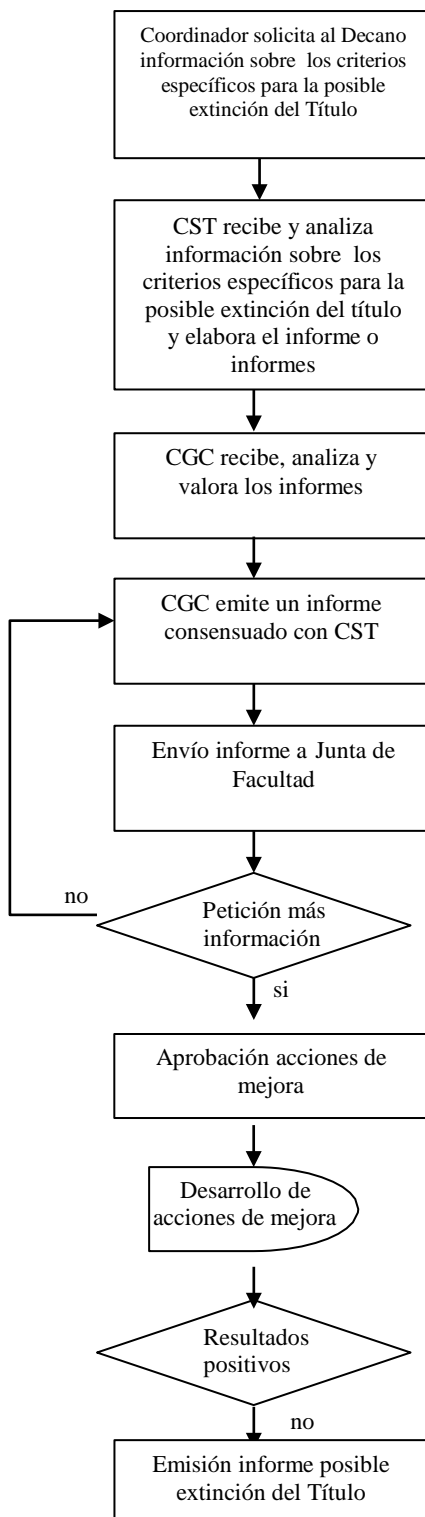 Coordinador solicita al Decano
información sobre los criterios
específicos para la posible
extinción del Título
CST recibe y analiza
información sobre los
criterios específicos para la
posible extinción del título
y elabora el informe o
informes
CGC recibe, analiza y
valora los informes
CGC emite un informe
consensuado con CST
Envío informe a Junta de
Facultad
no
Petición más
información
si
Aprobación acciones de
mejora
Desarrollo de
acciones de mejora
Resultados
positivos
no
Emisión informe posible
extinción del Título